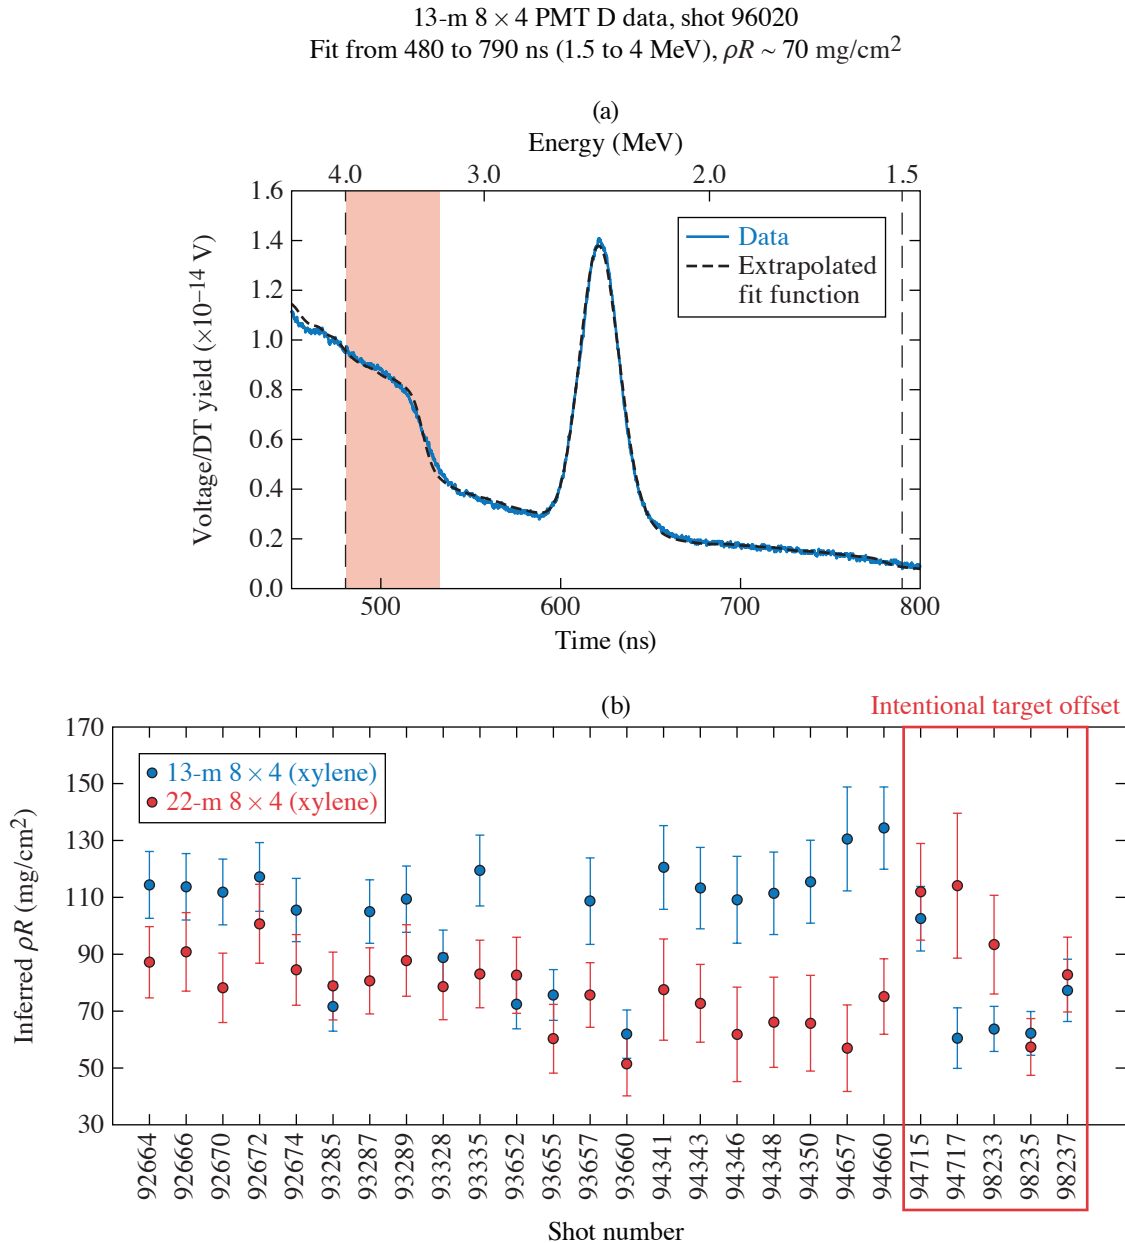 13-m 8 × 4 PMT D data, shot 96020
Fit from 480 to 790 ns (1.5 to 4 MeV), ρR ~ 70 mg/cm²
(a)
Energy (MeV)
4.0 3.0 2.0 1.5
Voltage/DT yield (×10⁻¹⁴ V)
1.6
1.4
1.2
1.0
0.8
0.6
0.4
0.2
0.0
Data
Extrapolated
fit function
500 600 700 800
Time (ns)
(b)
Intentional target offset
Inferred ρR (mg/cm²)
170
150
130
110
90
70
50
30
13-m 8 × 4 (xylene)
22-m 8 × 4 (xylene)
92664
92666
92670
92672
92674
93285
93287
93289
93328
93335
93652
93655
93657
93660
94341
94343
94346
94348
94350
94657
94660
94715
94717
98233
98235
98237
Shot number